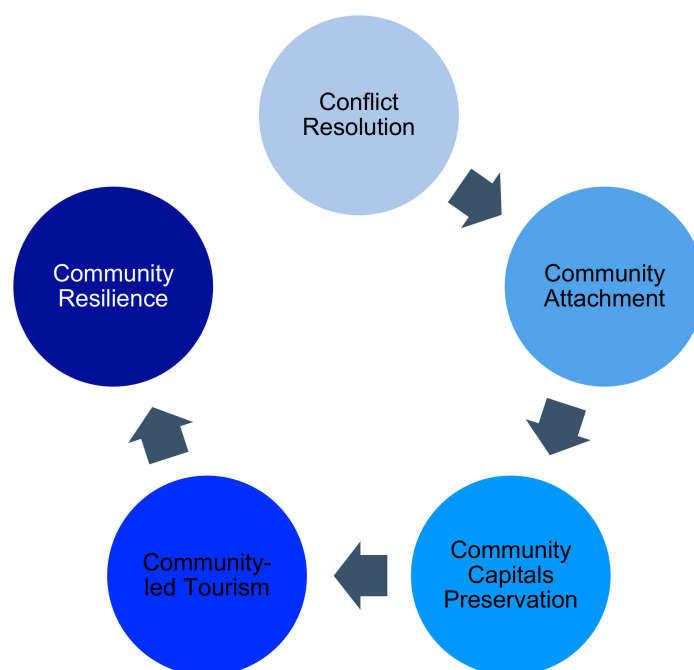 Conflict
Resolution
Community
Attachment
Community
Capitals
Preservation
Community-
led Tourism
Community
Resilience